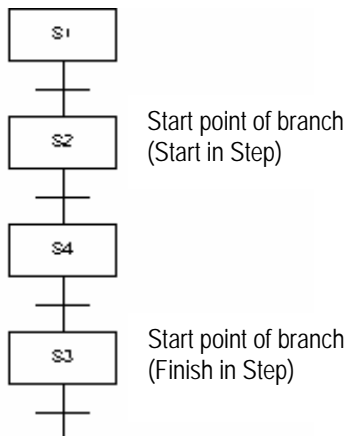 S1
S2
Start point of branch
(Start in Step)
S4
S3
Start point of branch
(Finish in Step)